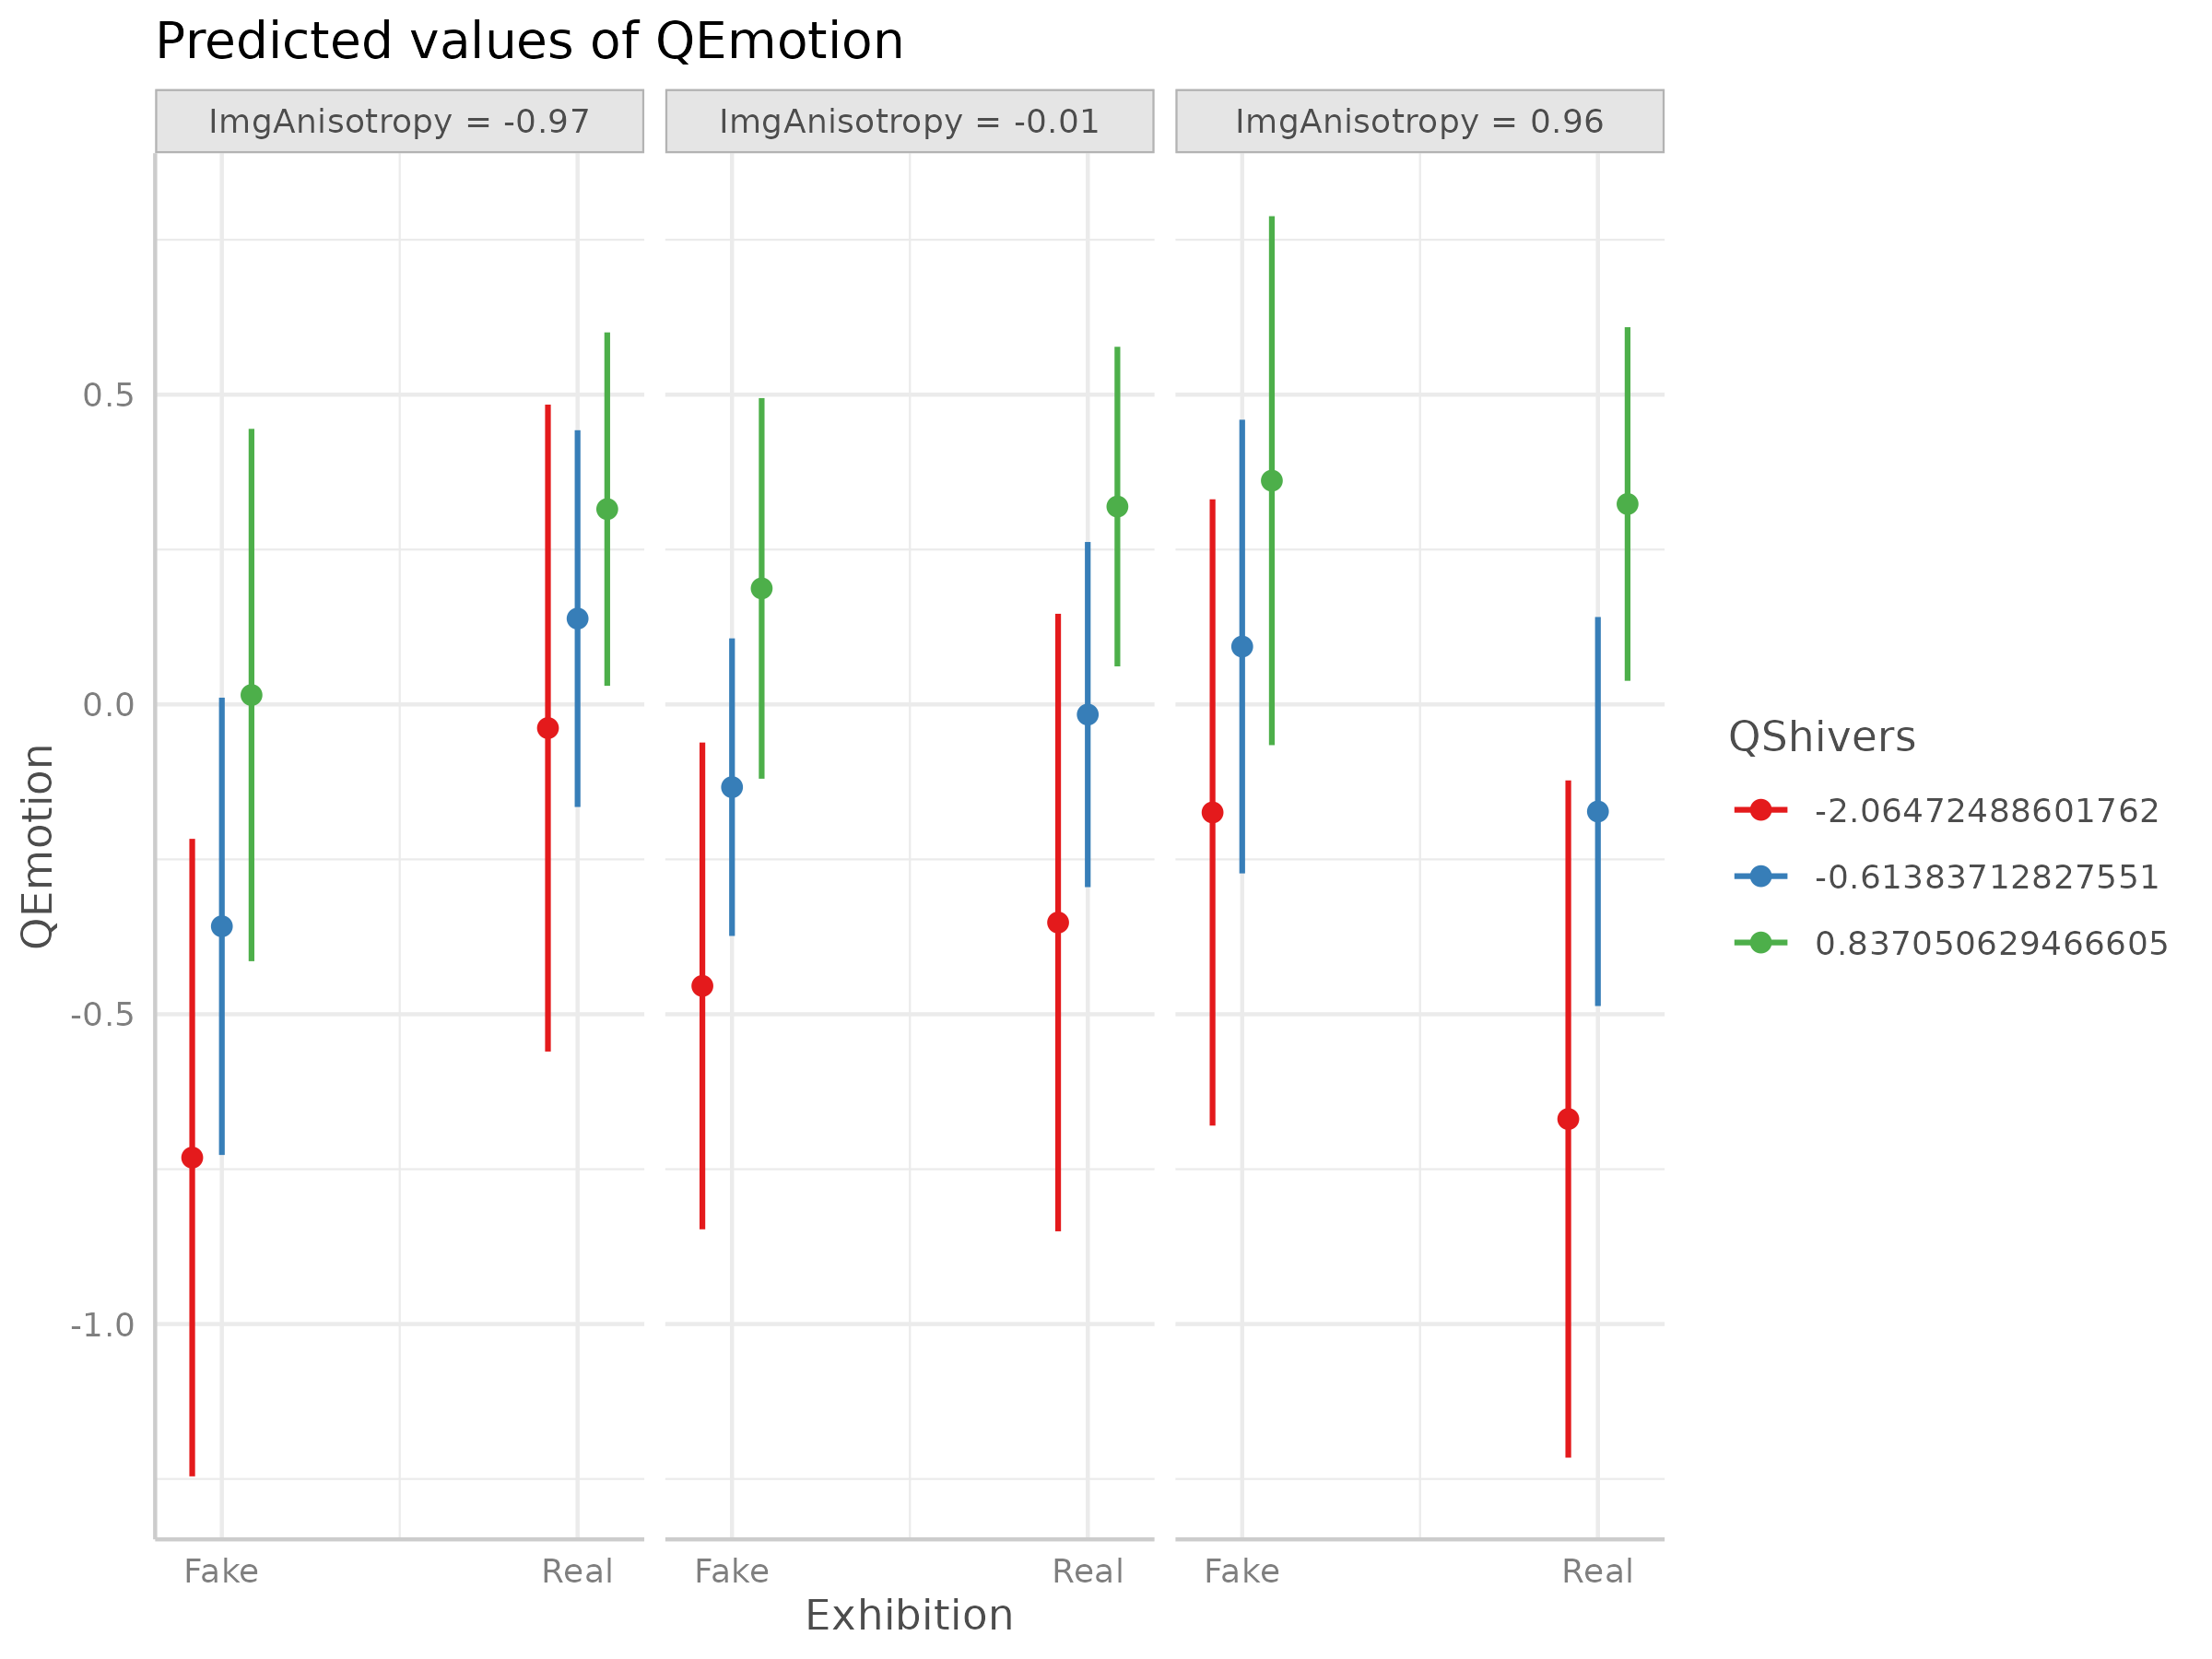 Predicted values of QEmotion
ImgAnisotropy = -0.97
ImgAnisotropy = -0.01
ImgAnisotropy = 0.96
0.5
0.0
-0.5
-1.0
QEmotion
Fake
Real
Fake
Real
Fake
Real
Exhibition
QShivers
-2.06472488601762
-0.61383712827551
0.837050629466605